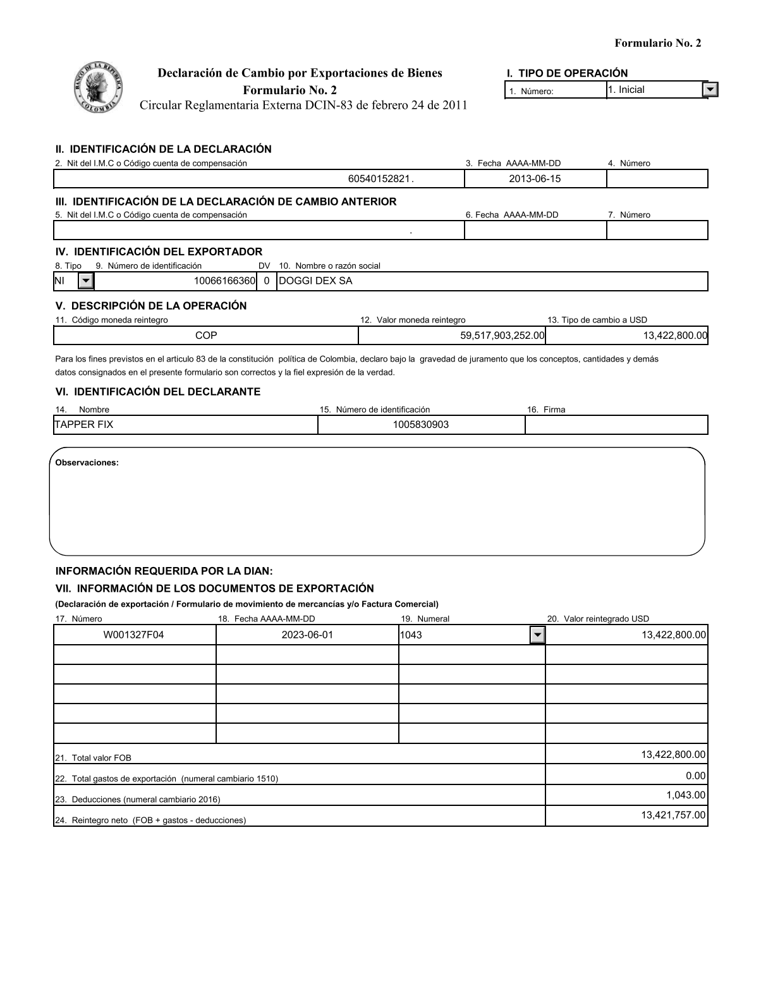 Formulario No. 2
BANCO DE LA REPUBLICA
COLOMBIA
Declaración de Cambio por Exportaciones de Bienes
Formulario No. 2
Circular Reglamentaria Externa DCIN-83 de febrero 24 de 2011
I. TIPO DE OPERACIÓN
1. Número: 1. Inicial
II. IDENTIFICACIÓN DE LA DECLARACIÓN
2. Nit del I.M.C o Código cuenta de compensación 3. Fecha AAAA-MM-DD 4. Número
60540152821. 2013-06-15
III. IDENTIFICACIÓN DE LA DECLARACIÓN DE CAMBIO ANTERIOR
5. Nit del I.M.C o Código cuenta de compensación 6. Fecha AAAA-MM-DD 7. Número
.
IV. IDENTIFICACIÓN DEL EXPORTADOR
8. Tipo 9. Número de identificación DV 10. Nombre o razón social
NI 10066166360 0 DOGGI DEX SA
V. DESCRIPCIÓN DE LA OPERACIÓN
11. Código moneda reintegro 12. Valor moneda reintegro 13. Tipo de cambio a USD
COP 59,517,903,252.00 13,422,800.00
Para los fines previstos en el articulo 83 de la constitución política de Colombia, declaro bajo la gravedad de juramento que los conceptos, cantidades y demás
datos consignados en el presente formulario son correctos y la fiel expresión de la verdad.
VI. IDENTIFICACIÓN DEL DECLARANTE
14. Nombre 15. Número de identificación 16. Firma
TAPPER FIX 1005830903
Observaciones:
INFORMACIÓN REQUERIDA POR LA DIAN:
VII. INFORMACIÓN DE LOS DOCUMENTOS DE EXPORTACIÓN
(Declaración de exportación / Formulario de movimiento de mercancías y/o Factura Comercial)
17. Número 18. Fecha AAAA-MM-DD 19. Numeral 20. Valor reintegrado USD
W001327F04 2023-06-01 1043 13,422,800.00
21. Total valor FOB 13,422,800.00
22. Total gastos de exportación (numeral cambiario 1510) 0.00
23. Deducciones (numeral cambiario 2016) 1,043.00
24. Reintegro neto (FOB + gastos - deducciones) 13,421,757.00